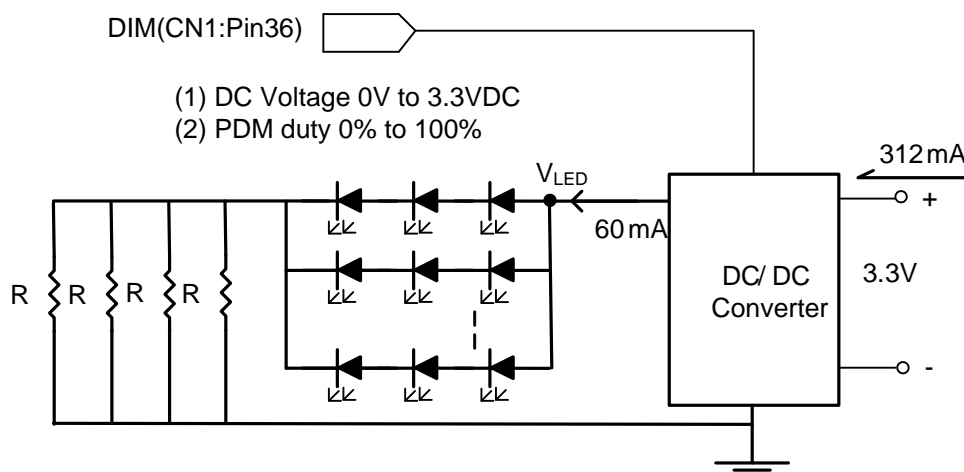 DIM(CN1:Pin36)
(1) DC Voltage 0V to 3.3VDC
(2) PDM duty 0% to 100%
312mA
VLED
+
60mA
R R R R
DC/ DC
Converter
3.3V
-